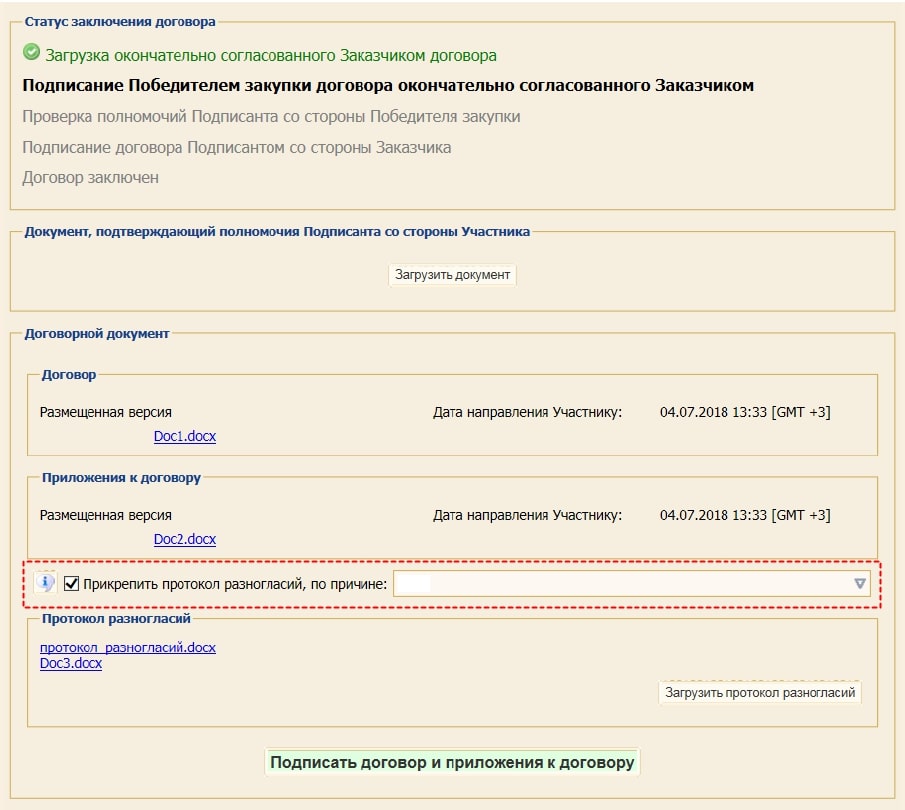 Статус заключения договора
Загрузка окончательно согласованного Заказчиком договора
Подписание Победителем закупки договора окончательно согласованного Заказчиком
Проверка полномочий Подписанта со стороны Победителя закупки
Подписание договора Подписантом со стороны Заказчика
Договор заключен
Документ, подтверждающий полномочия Подписанта со стороны Участника
Загрузить документ
Договорной документ
Договор
Размещенная версия Дата направления Участнику: 04.07.2018 13:33 [GMT +3]
Doc1.docx
Приложения к договору
Размещенная версия Дата направления Участнику: 04.07.2018 13:33 [GMT +3]
Doc2.docx
Прикрепить протокол разногласий, по причине:
Протокол разногласий
протокол_разногласий.docx
Doc3.docx
Загрузить протокол разногласий
Подписать договор и приложения к договору